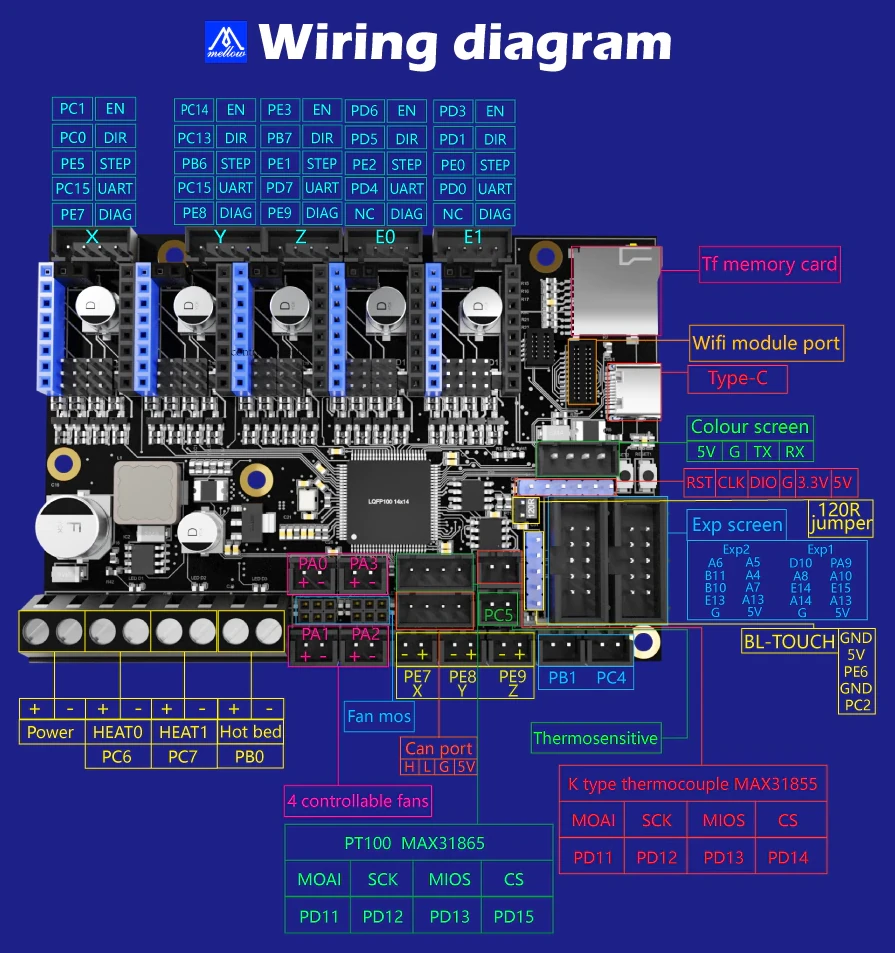 mellow
Wiring diagram
PC1 EN PC14 EN PE3 EN PD6 EN PD3 EN
PC0 DIR PC13 DIR PB7 DIR PD5 DIR PD1 DIR
PE5 STEP PB6 STEP PE1 STEP PE2 STEP PE0 STEP
PC15 UART PC15 UART PD7 UART PD4 UART PD0 UART
PE7 DIAG PE8 DIAG PE9 DIAG NC DIAG NC DIAG
X Y Z E0 E1
Tf memory card
Wifi module port
Type-C
Colour screen
5V G TX RX
RST CLK DIO G 3.3V 5V
.120R
jumper
120R
LQFP100 14x14
Exp screen
Exp2 Exp1
A6 A5 D10 PA9
B11 A4 A8 A10
B10 A7 E14 E15
E13 A13 A14 A13
G 5V G 5V
PA0 PA3
+ - + -
PC5
PA1 PA2
+ - + -
- + - + - +
PE7 PE8 PE9
X Y Z
PB1 PC4
BL-TOUCH
GND
5V
PE6
GND
PC2
+ - + - + - + -
Power HEAT0 HEAT1 Hot bed
PC6 PC7 PB0
Fan mos
Can port
H L G 5V
Thermosensitive
4 controllable fans
K type thermocouple MAX31855
MOAI SCK MIOS CS
PD11 PD12 PD13 PD14
PT100 MAX31865
MOAI SCK MIOS CS
PD11 PD12 PD13 PD15